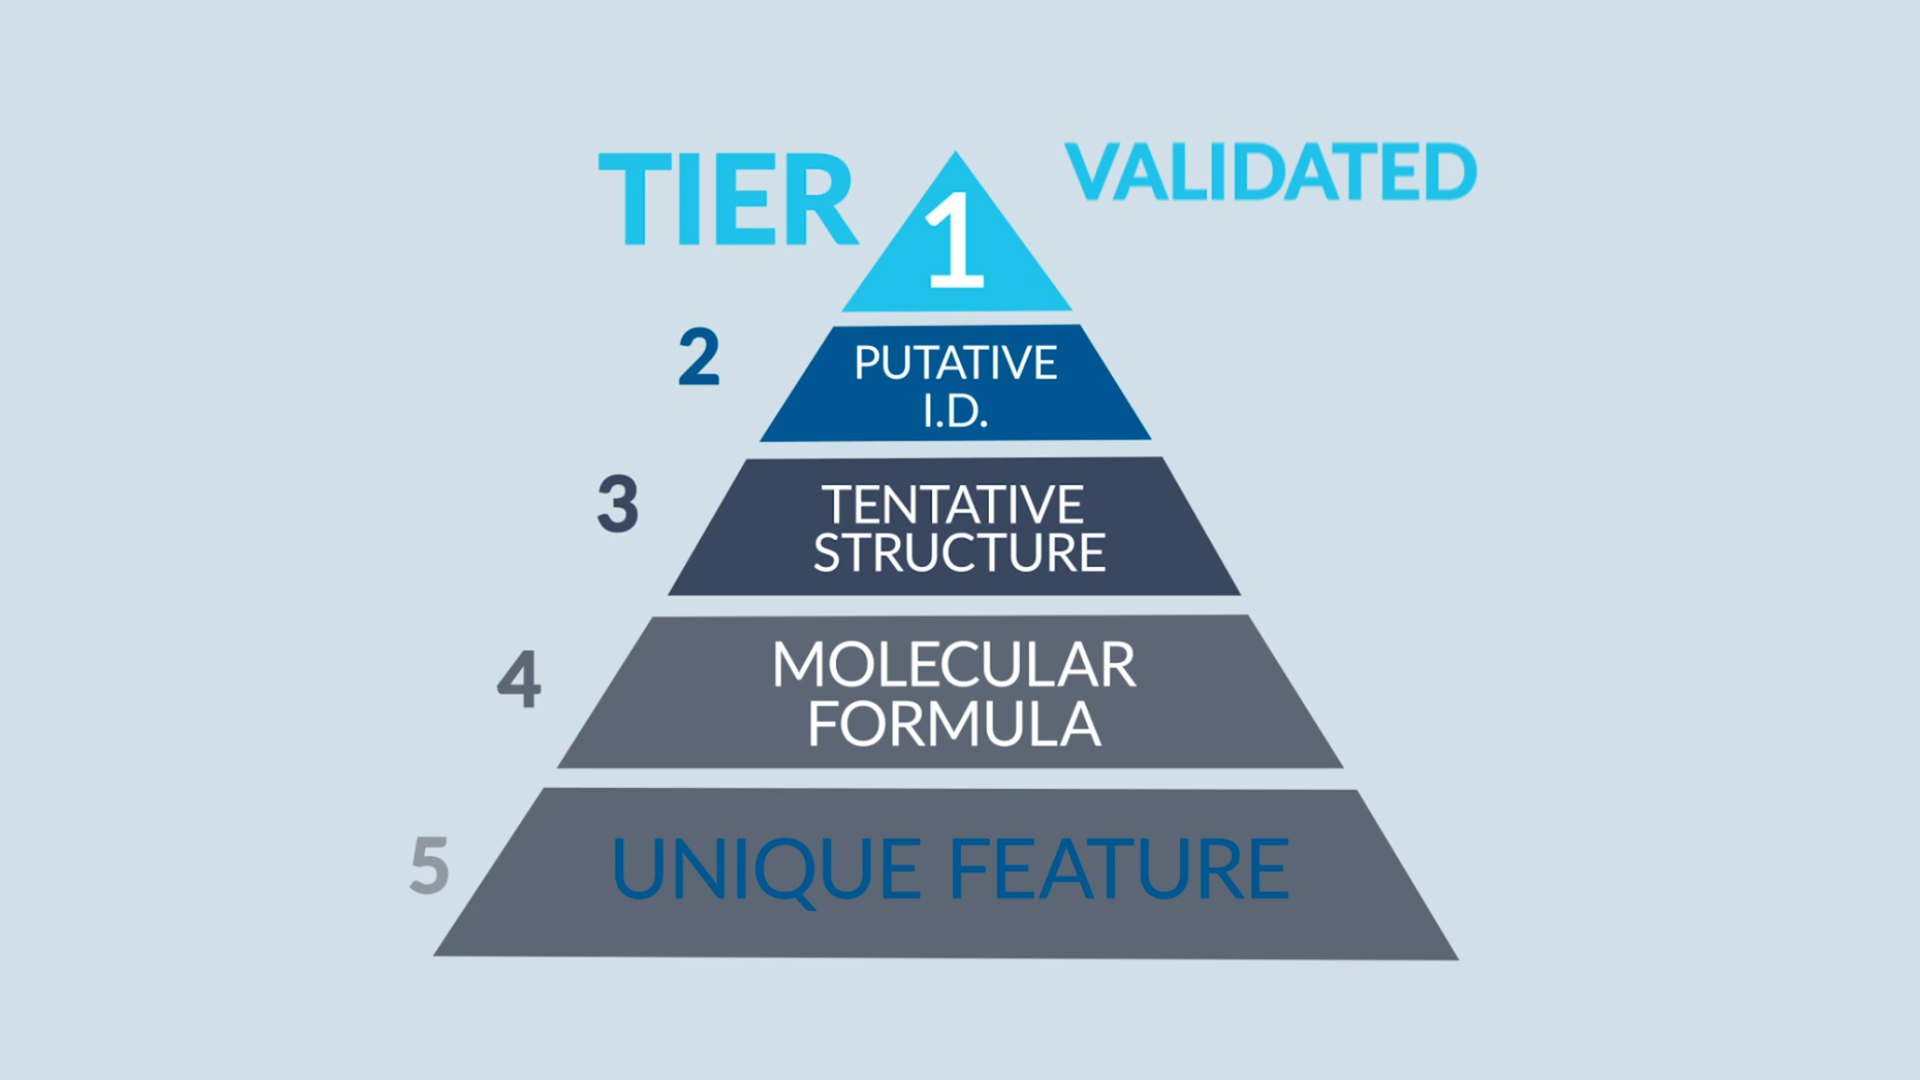 TIER 1 VALIDATED
2 PUTATIVE
I.D.
3 TENTATIVE
STRUCTURE
4 MOLECULAR
FORMULA
5 UNIQUE FEATURE